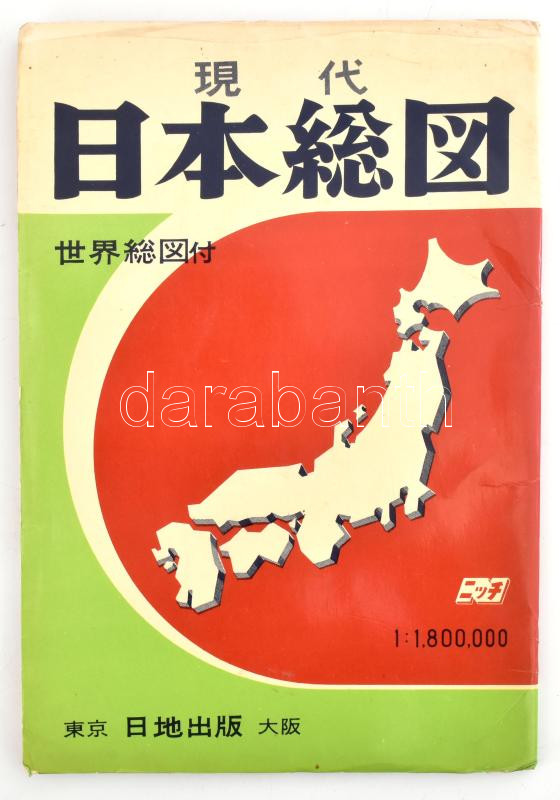 現代
日本総図
世界総図付
darabanth
ニッチ
1:1,800,000
東京 日地出版 大阪